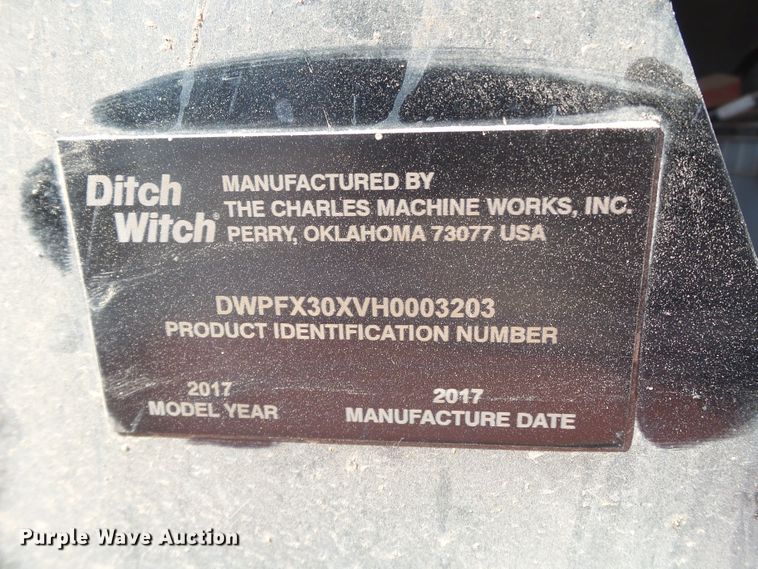 Ditch Witch®
MANUFACTURED BY
THE CHARLES MACHINE WORKS, INC.
PERRY, OKLAHOMA 73077 USA
DWPFX30XVH0003203
PRODUCT IDENTIFICATION NUMBER
2017
MODEL YEAR
2017
MANUFACTURE DATE
Purple Wave Auction